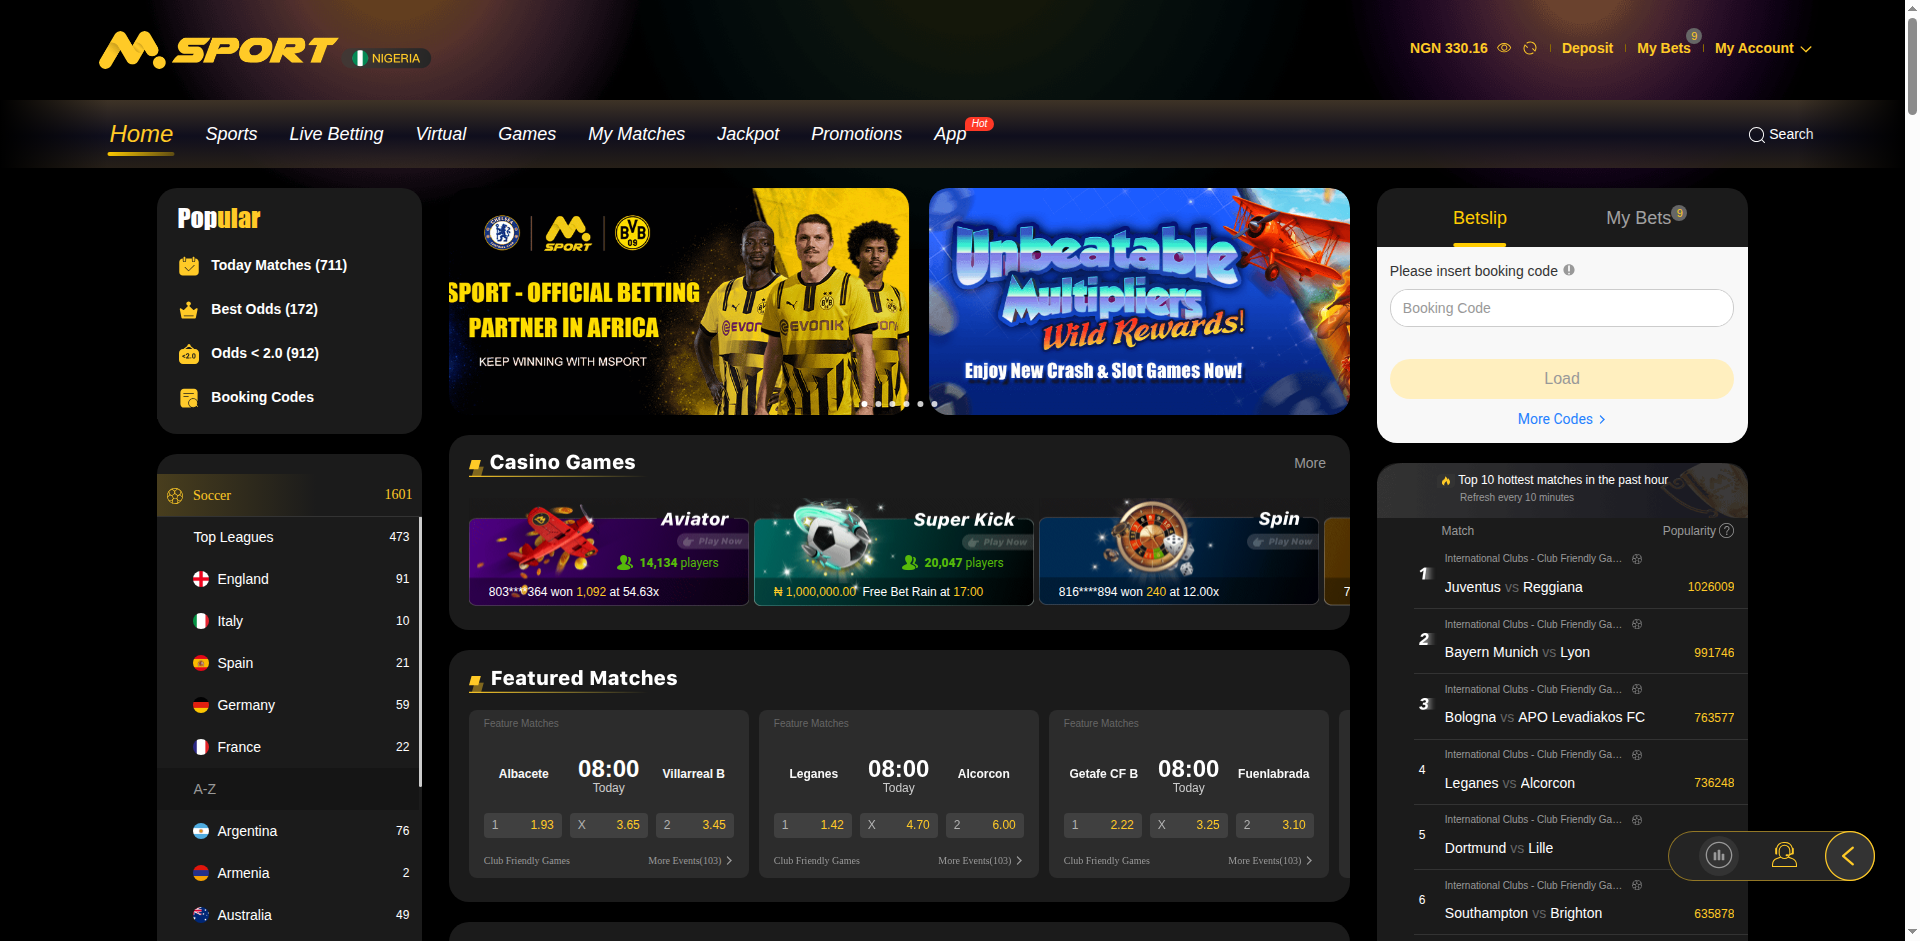 M.SPORT
NIGERIA
NGN 330.16
Deposit
My Bets
9
My Account
Home
Sports
Live Betting
Virtual
Games
My Matches
Jackpot
Promotions
App
Hot
Search
Popular
Today Matches (711)
Best Odds (172)
<2.0
Odds < 2.0 (912)
Booking Codes
Soccer
1601
Top Leagues
473
England
91
Italy
10
Spain
21
Germany
59
France
22
A-Z
Argentina
76
Armenia
2
Australia
49
CHELSEA
M.
SPORT
BVB
09
SPORT - OFFICIAL BETTING
PARTNER IN AFRICA
KEEP WINNING WITH MSPORT
EVONIK
Unbeatable
Multipliers
Wild Rewards!
Enjoy New Crash & Slot Games Now!
Casino Games
More
Aviator
Play Now
14,134 players
803****364 won 1,092 at 54.63x
Super Kick
Play Now
20,047 players
₦ 1,000,000.00 Free Bet Rain at 17:00
Spin
Play Now
816****894 won 240 at 12.00x
7
Featured Matches
Feature Matches
Albacete
08:00
Today
Villarreal B
1 1.93
X 3.65
2 3.45
Club Friendly Games
More Events(103)
Feature Matches
Leganes
08:00
Today
Alcorcon
1 1.42
X 4.70
2 6.00
Club Friendly Games
More Events(103)
Feature Matches
Getafe CF B
08:00
Today
Fuenlabrada
1 2.22
X 3.25
2 3.10
Club Friendly Games
More Events(103)
Betslip
My Bets
9
Please insert booking code
Booking Code
Load
More Codes
Top 10 hottest matches in the past hour
Refresh every 10 minutes
Match
Popularity ?
1
International Clubs - Club Friendly Ga...
Juventus vs Reggiana
1026009
2
International Clubs - Club Friendly Ga...
Bayern Munich vs Lyon
991746
3
International Clubs - Club Friendly Ga...
Bologna vs APO Levadiakos FC
763577
4
International Clubs - Club Friendly Ga...
Leganes vs Alcorcon
736248
5
International Clubs - Club Friendly Ga...
Dortmund vs Lille
6
International Clubs - Club Friendly Ga...
Southampton vs Brighton
635878